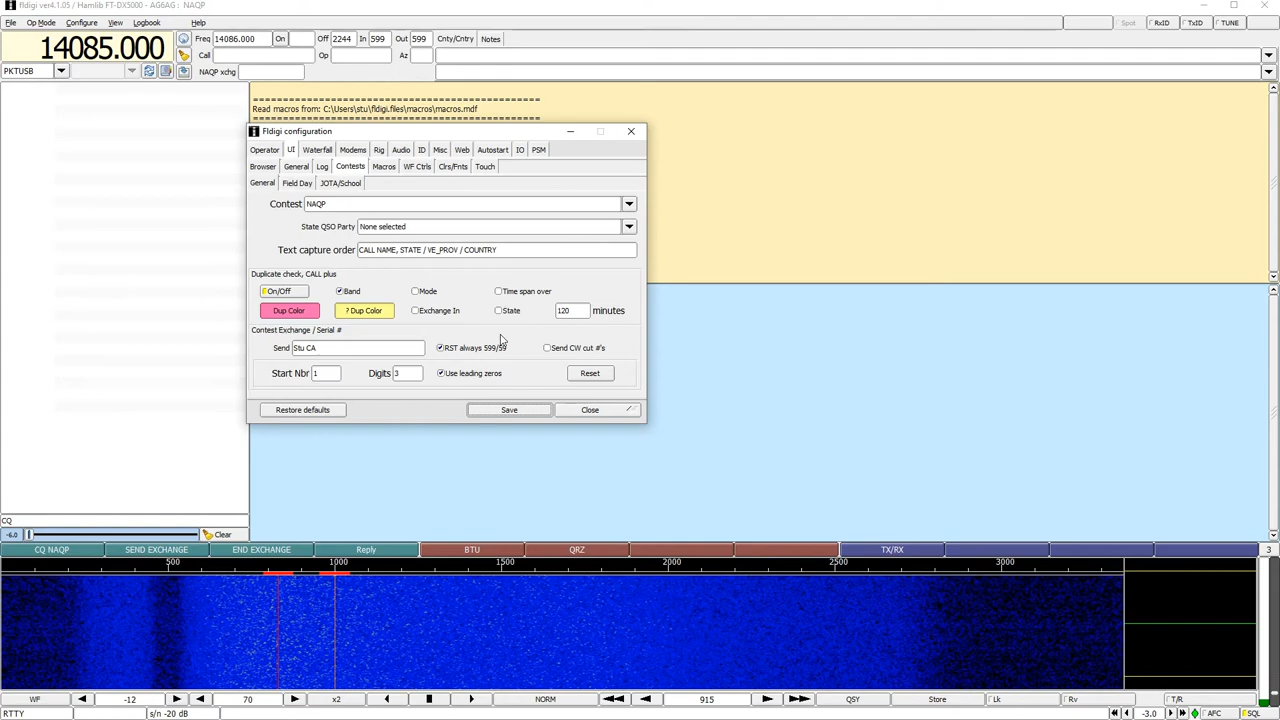 fldigi ver4.1.05 / Hamlib FT-DX5000 - AG6AG: NAQP
File Op Mode Configure View Logbook Help Spot RxID TxID TUNE
14085.000 Freq 14086.000 On Off 2244 In 599 Out 599 Cnty/Cntry Notes
Call Op Az
PKTUSB NAQP xchg
==============================================
Read macros from: C:\Users\stu\fldigi.files\macros\macros.mdf
==============================================
Fldigi configuration
Operator UI Waterfall Modems Rig Audio ID Misc Web Autostart IO PSM
Browser General Log Contests Macros WF Ctrls Clrs/Fnts Touch
General Field Day JOTA/School
Contest NAQP
State QSO Party None selected
Text capture order CALL NAME, STATE / VE_PROV / COUNTRY
Duplicate check, CALL plus
On/Off Band Mode Time span over
Dup Color ? Dup Color Exchange In State 120 minutes
Contest Exchange / Serial #
Send Stu CA RST always 599/59 Send CW cut #'s
Start Nbr 1 Digits 3 Use leading zeros Reset
Restore defaults Save Close
CQ
-6.0 Clear
CQ NAQP SEND EXCHANGE END EXCHANGE Reply BTU QRZ TX/RX 3
500 1000 1500 2000 2500 3000
WF -12 70 x2 NORM 915 QSY Store Lk Rv T/R
RTTY s/n -20 dB -3.0 AFC SQL